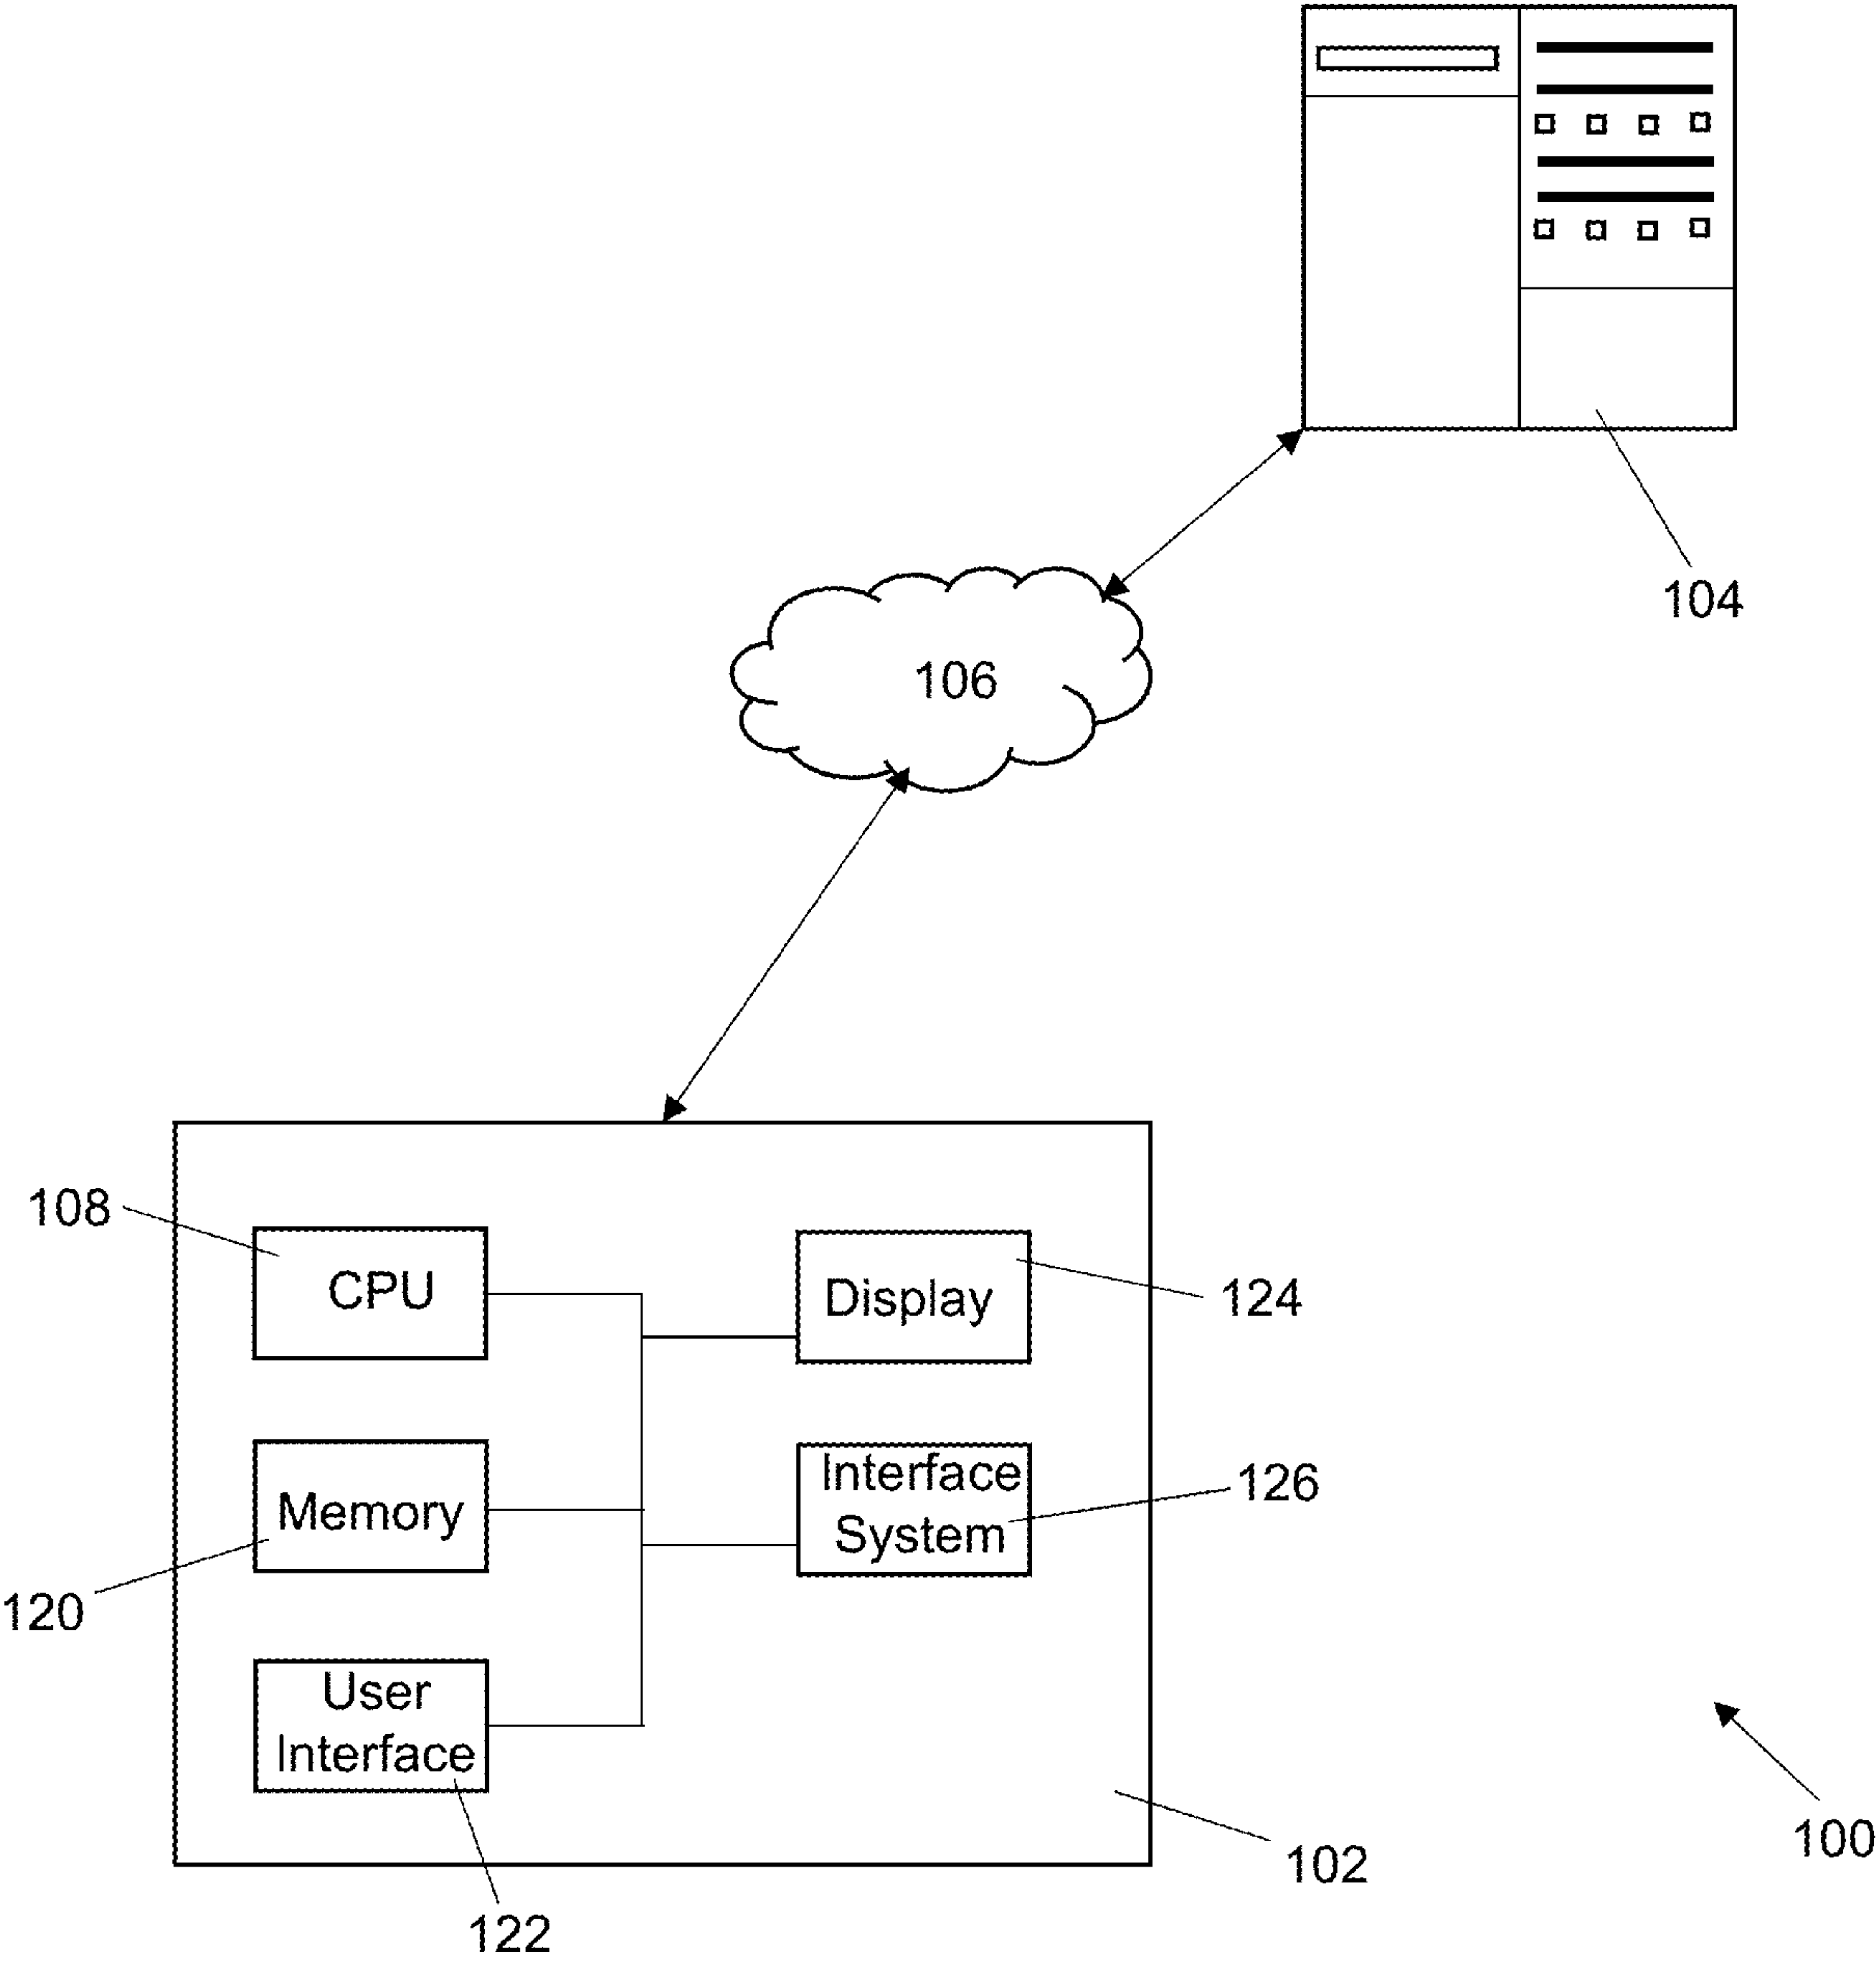 104
106
108
CPU
Display
124
Memory
Interface
System
126
120
User
Interface
100
102
122